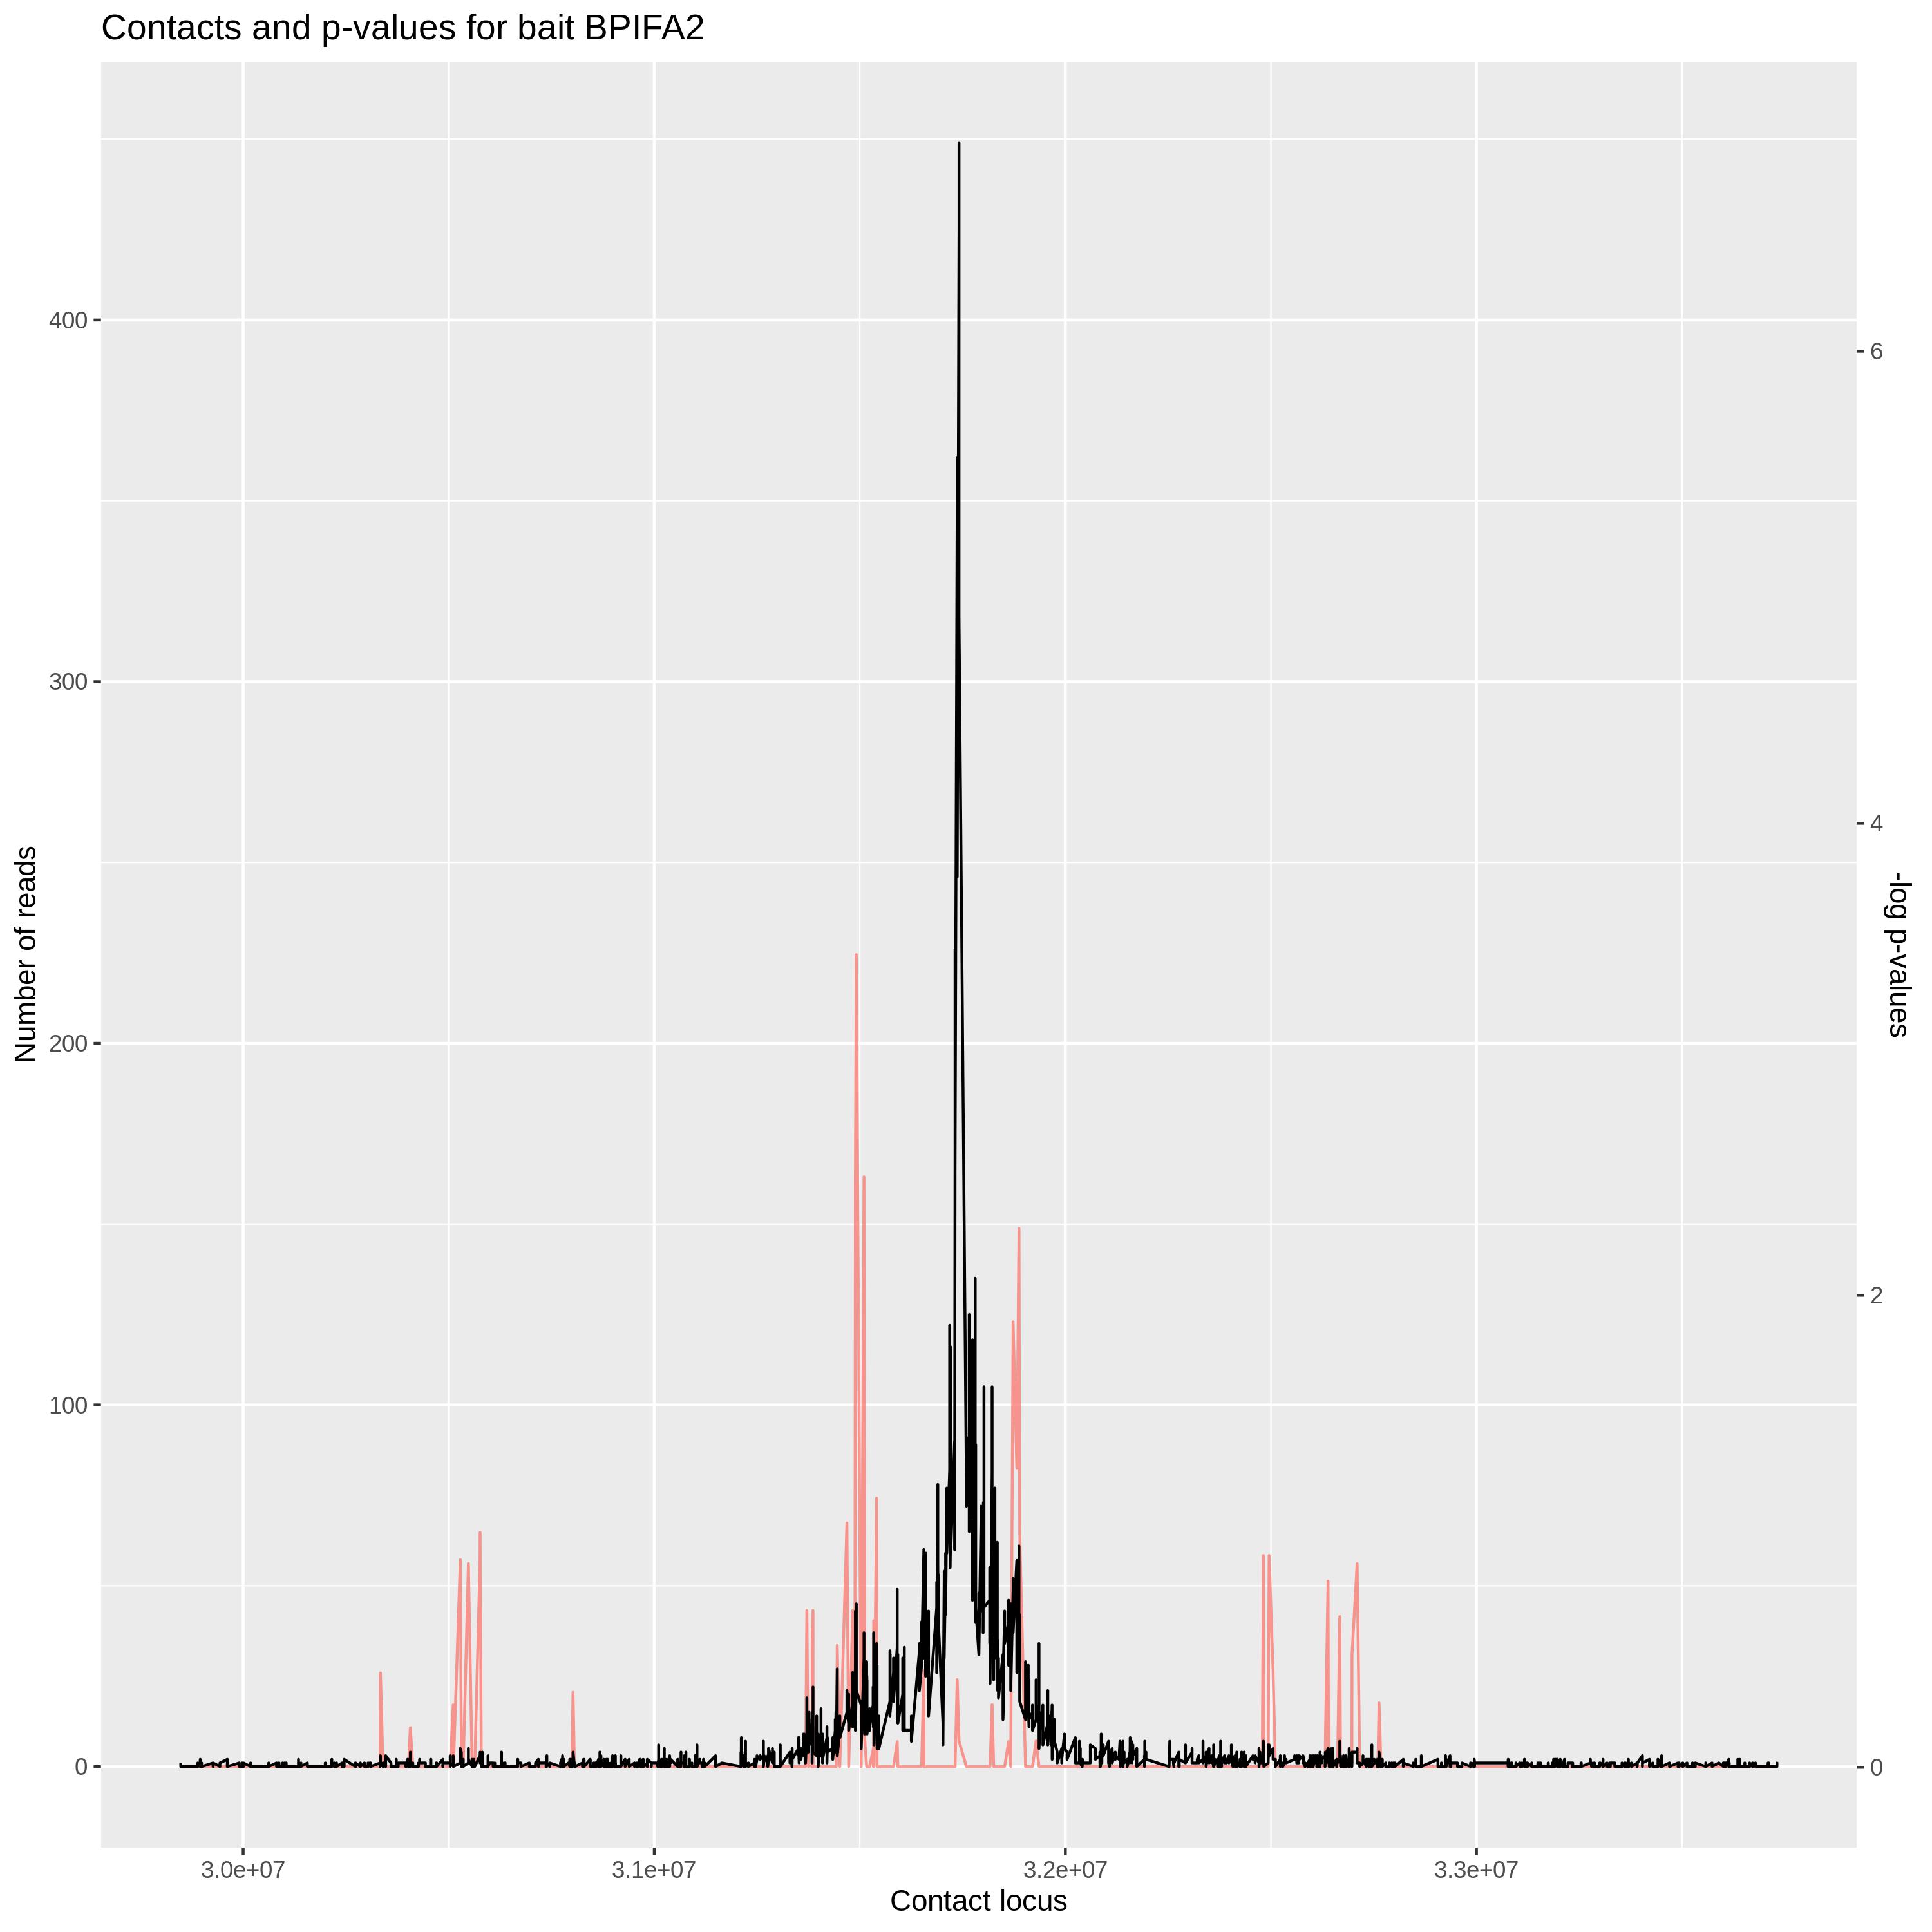 Contacts and p-values for bait BPIFA2
400
300
200
100
0
Number of reads
6
4
2
0
-log p-values
3.0e+07
3.1e+07
3.2e+07
3.3e+07
Contact locus